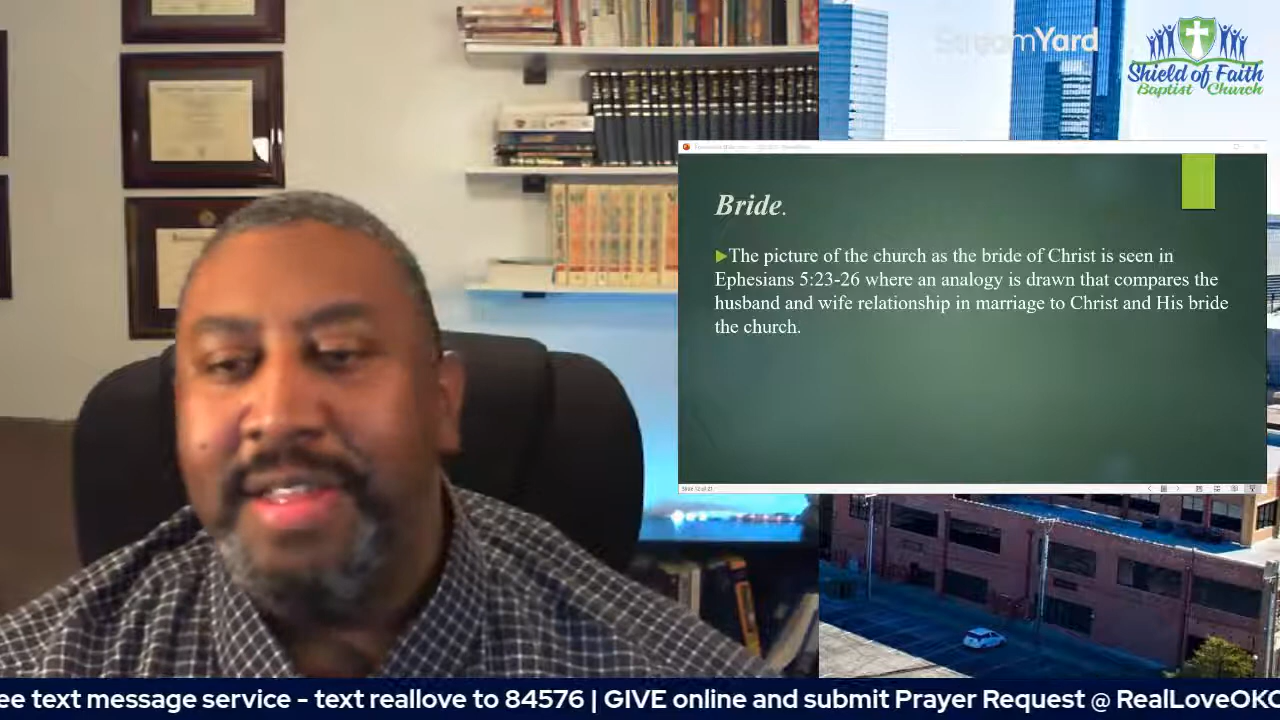 StreamYard
Shield of Faith
Baptist Church
Bride.
The picture of the church as the bride of Christ is seen in
Ephesians 5:23-26 where an analogy is drawn that compares the
husband and wife relationship in marriage to Christ and His bride
the church.
ee text message service - text reallove to 84576 | GIVE online and submit Prayer Request @ RealLoveOKC